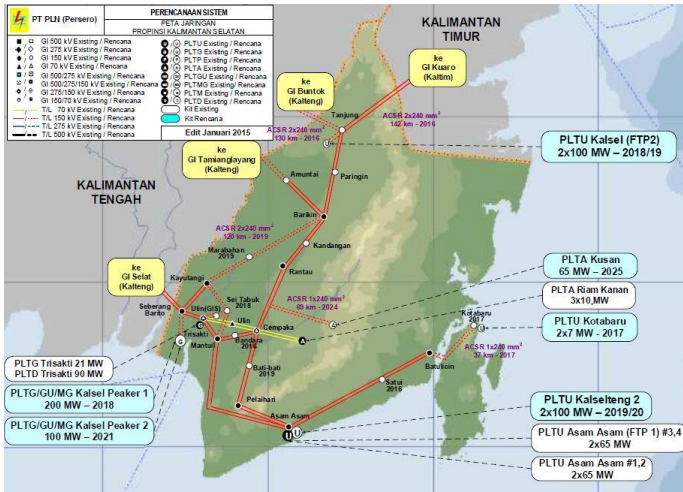 PT PLN (Persero)
PERENCANAAN SISTEM
PETA JARINGAN
PROPINSI KALIMANTAN SELATAN
GI 500 kV Existing / Rencana
GI 275 kV Existing / Rencana
GI 150 kV Existing / Rencana
GI 70 kV Existing / Rencana
GI 500/275 kV Existing / Rencana
GI 500/275/150 kV Existing / Rencana
GI 275/150 kV Existing / Rencana
GI 150/70 kV Existing / Rencana
T/L 70 kV Existing / Rencana
T/L 150 kV Existing / Rencana
T/L 275 kV Existing / Rencana
T/L 500 kV Existing / Rencana
PLTU Existing / Rencana
PLTG Existing / Rencana
PLTP Existing / Rencana
PLTA Existing / Rencana
PLTGU Existing / Rencana
PLTMG Existing / Rencana
PLTM Existing / Rencana
PLTD Existing / Rencana
Kit Existing
Kit Rencana
Edit Januari 2015
KALIMANTAN
TIMUR
ke
GI Kuaro
(Kaltim)
ke
GI Buntok
(Kalteng)
Tanjung
ACSR 2x240 mm²
130 km - 2016
ACSR 2x240 mm²
142 km - 2016
U
PLTU Kalsel (FTP2)
2x100 MW – 2018/19
ke
GI Tamianglayang
(Kalteng)
Amuntai
Paringin
KALIMANTAN
TENGAH
Barikin
ACSR 2x240 mm²
120 km - 2019
Kandangan
Marabahan
2019
ke
GI Selat
(Kalteng)
Kayutangi
Rantau
PLTA Kusan
65 MW – 2025
Seberang
Barito
Ulin(GIS)
Sei Tabuk
2018
ACSR 1x240 mm²
69 km - 2024
PLTA Riam Kanan
3x10,MW
Trisakti
G
Ulin
Cempaka
A
Kotabaru
2017
U
PLTU Kotabaru
2x7 MW - 2017
G
Mantuil
Bandara
2016
A
ACSR 1x240 mm²
37 km - 2017
PLTG Trisakti 21 MW
PLTD Trisakti 90 MW
Bati-bati
2019
Batulicin
Satui
2016
PLTG/GU/MG Kalsel Peaker 1
200 MW – 2018
Pelaihari
PLTU Kalselteng 2
2x100 MW – 2019/20
PLTG/GU/MG Kalsel Peaker 2
100 MW – 2021
Asam Asam
U
U
PLTU Asam Asam (FTP 1) #3,4
2x65 MW
PLTU Asam Asam #1,2
2x65 MW